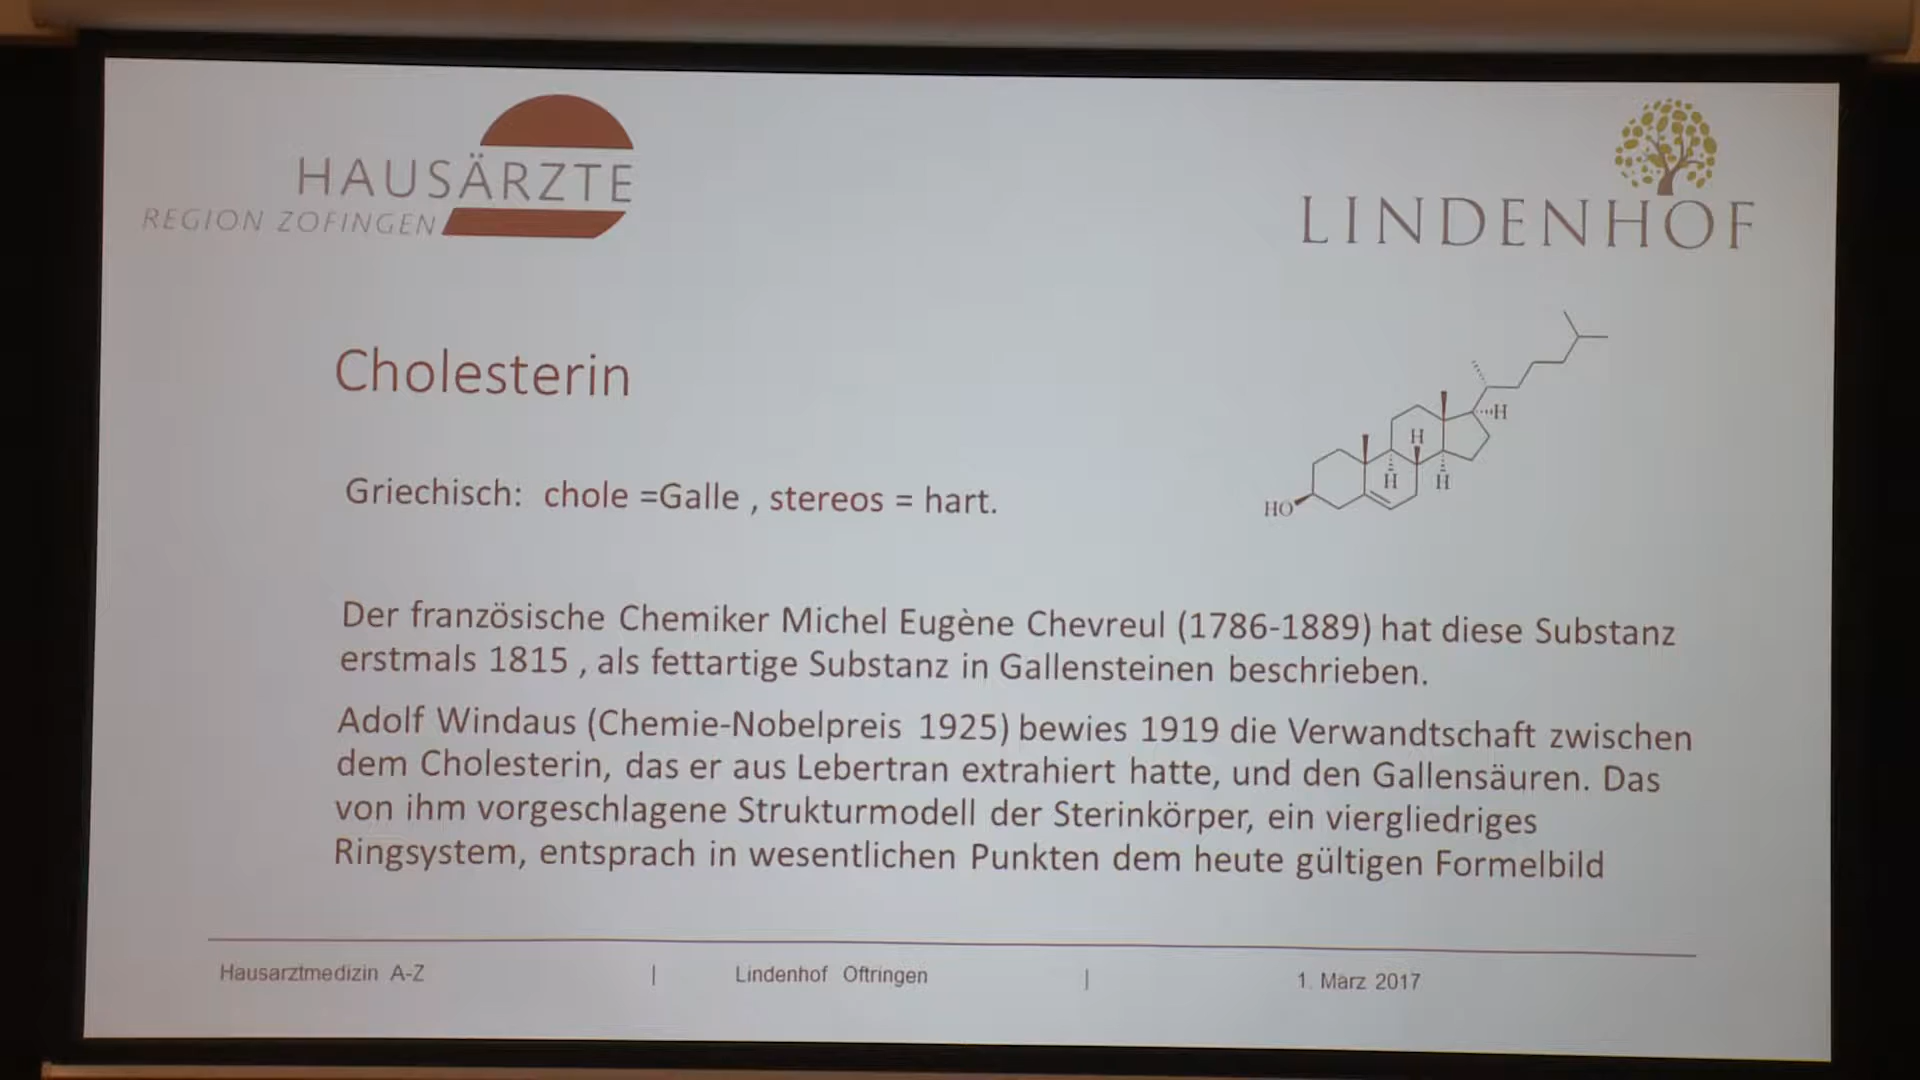 HAUSÄRZTE
REGION ZOFINGEN
LINDENHOF
Cholesterin
Griechisch: chole =Galle , stereos = hart.
HO
H
H
H
H
Der französische Chemiker Michel Eugène Chevreul (1786-1889) hat diese Substanz
erstmals 1815 , als fettartige Substanz in Gallensteinen beschrieben.
Adolf Windaus (Chemie-Nobelpreis 1925) bewies 1919 die Verwandtschaft zwischen
dem Cholesterin, das er aus Lebertran extrahiert hatte, und den Gallensäuren. Das
von ihm vorgeschlagene Strukturmodell der Sterinkörper, ein viergliedriges
Ringsystem, entsprach in wesentlichen Punkten dem heute gültigen Formelbild
Hausarztmedizin A-Z | Lindenhof Oftringen | 1. März 2017